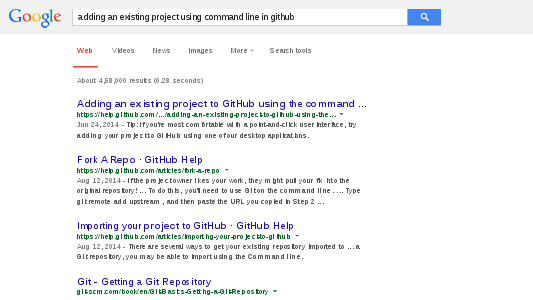 Google
adding an existing project using command line in github
Web Videos News Images More Search tools
About 4,58,000 results (0.28 seconds)
Adding an existing project to GitHub using the command ...
https://help.github.com/.../adding-an-existing-project-to-github-using-the...
Jun 24, 2014 - Tip: If you're most comfortable with a point-and-click user interface, try
adding your project to GitHub using one of our desktop applications.
Fork A Repo · GitHub Help
https://help.github.com/articles/fork-a-repo
Aug 12, 2014 - If the project owner likes your work, they might pull your fix into the
original repository! ... To do this, you'll need to use Git on the command line. ... Type
git remote add upstream , and then paste the URL you copied in Step 2 ...
Importing your project to GitHub · GitHub Help
https://help.github.com/articles/importing-your-project-to-github
Aug 12, 2014 - There are several ways to get your existing repository imported to ... a
Git repository, you may be able to import using the Command line.
Git - Getting a Git Repository
git-scm.com/book/en/Git-Basics-Getting-a-Git-Repository